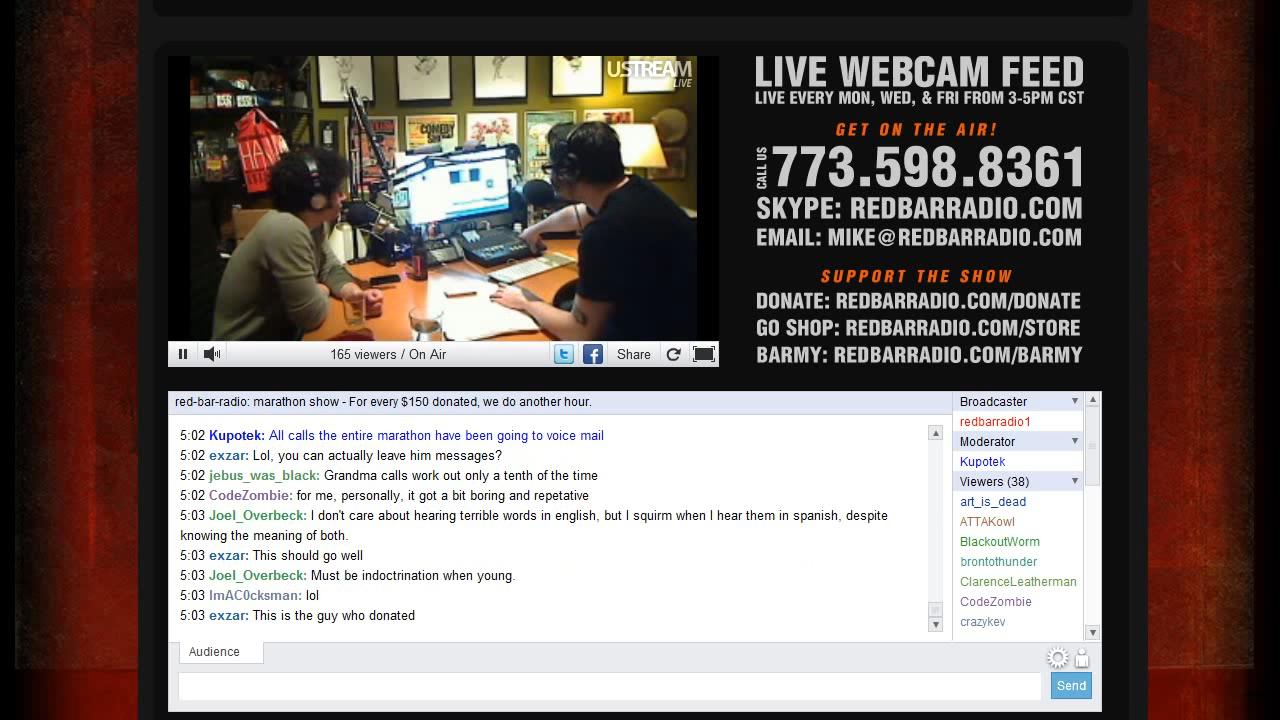 USTREAM
LIVE
COMEDY
HA
LIVE WEBCAM FEED
LIVE EVERY MON, WED, & FRI FROM 3-5PM CST
GET ON THE AIR!
CALL US
773.598.8361
SKYPE: REDBARRADIO.COM
EMAIL: MIKE@REDBARRADIO.COM
SUPPORT THE SHOW
DONATE: REDBARRADIO.COM/DONATE
GO SHOP: REDBARRADIO.COM/STORE
BARMY: REDBARRADIO.COM/BARMY
165 viewers / On Air
Share
red-bar-radio: marathon show - For every $150 donated, we do another hour.
5:02 Kupotek: All calls the entire marathon have been going to voice mail
5:02 exzar: Lol, you can actually leave him messages?
5:02 jebus_was_black: Grandma calls work out only a tenth of the time
5:02 CodeZombie: for me, personally, it got a bit boring and repetative
5:03 Joel_Overbeck: I don't care about hearing terrible words in english, but I squirm when I hear them in spanish, despite
knowing the meaning of both.
5:03 exzar: This should go well
5:03 Joel_Overbeck: Must be indoctrination when young.
5:03 ImAC0cksman: lol
5:03 exzar: This is the guy who donated
Broadcaster
redbarradio1
Moderator
Kupotek
Viewers (38)
art_is_dead
ATTAKowl
BlackoutWorm
brontothunder
ClarenceLeatherman
CodeZombie
crazykev
Audience
Send